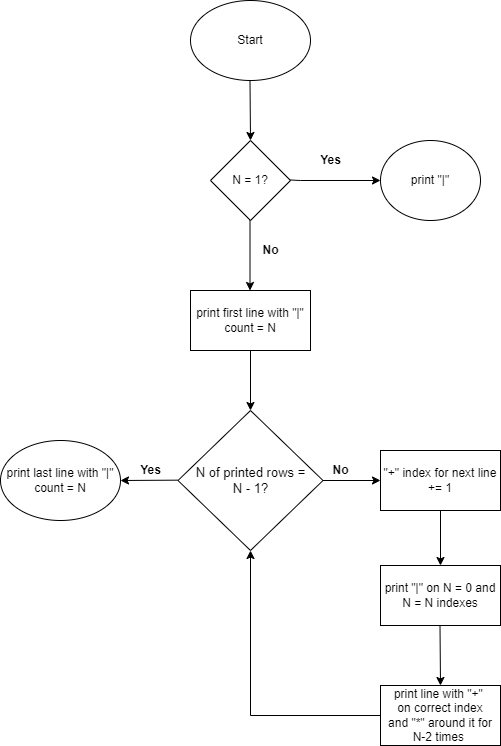 Start
N = 1?
Yes
print "|"
No
print first line with "|"
count = N
N of printed rows =
N - 1?
Yes
print last line with "|"
count = N
No
"+" index for next line
+= 1
print "|" on N = 0 and
N = N indexes
print line with "+"
on correct index
and "*" around it for
N-2 times